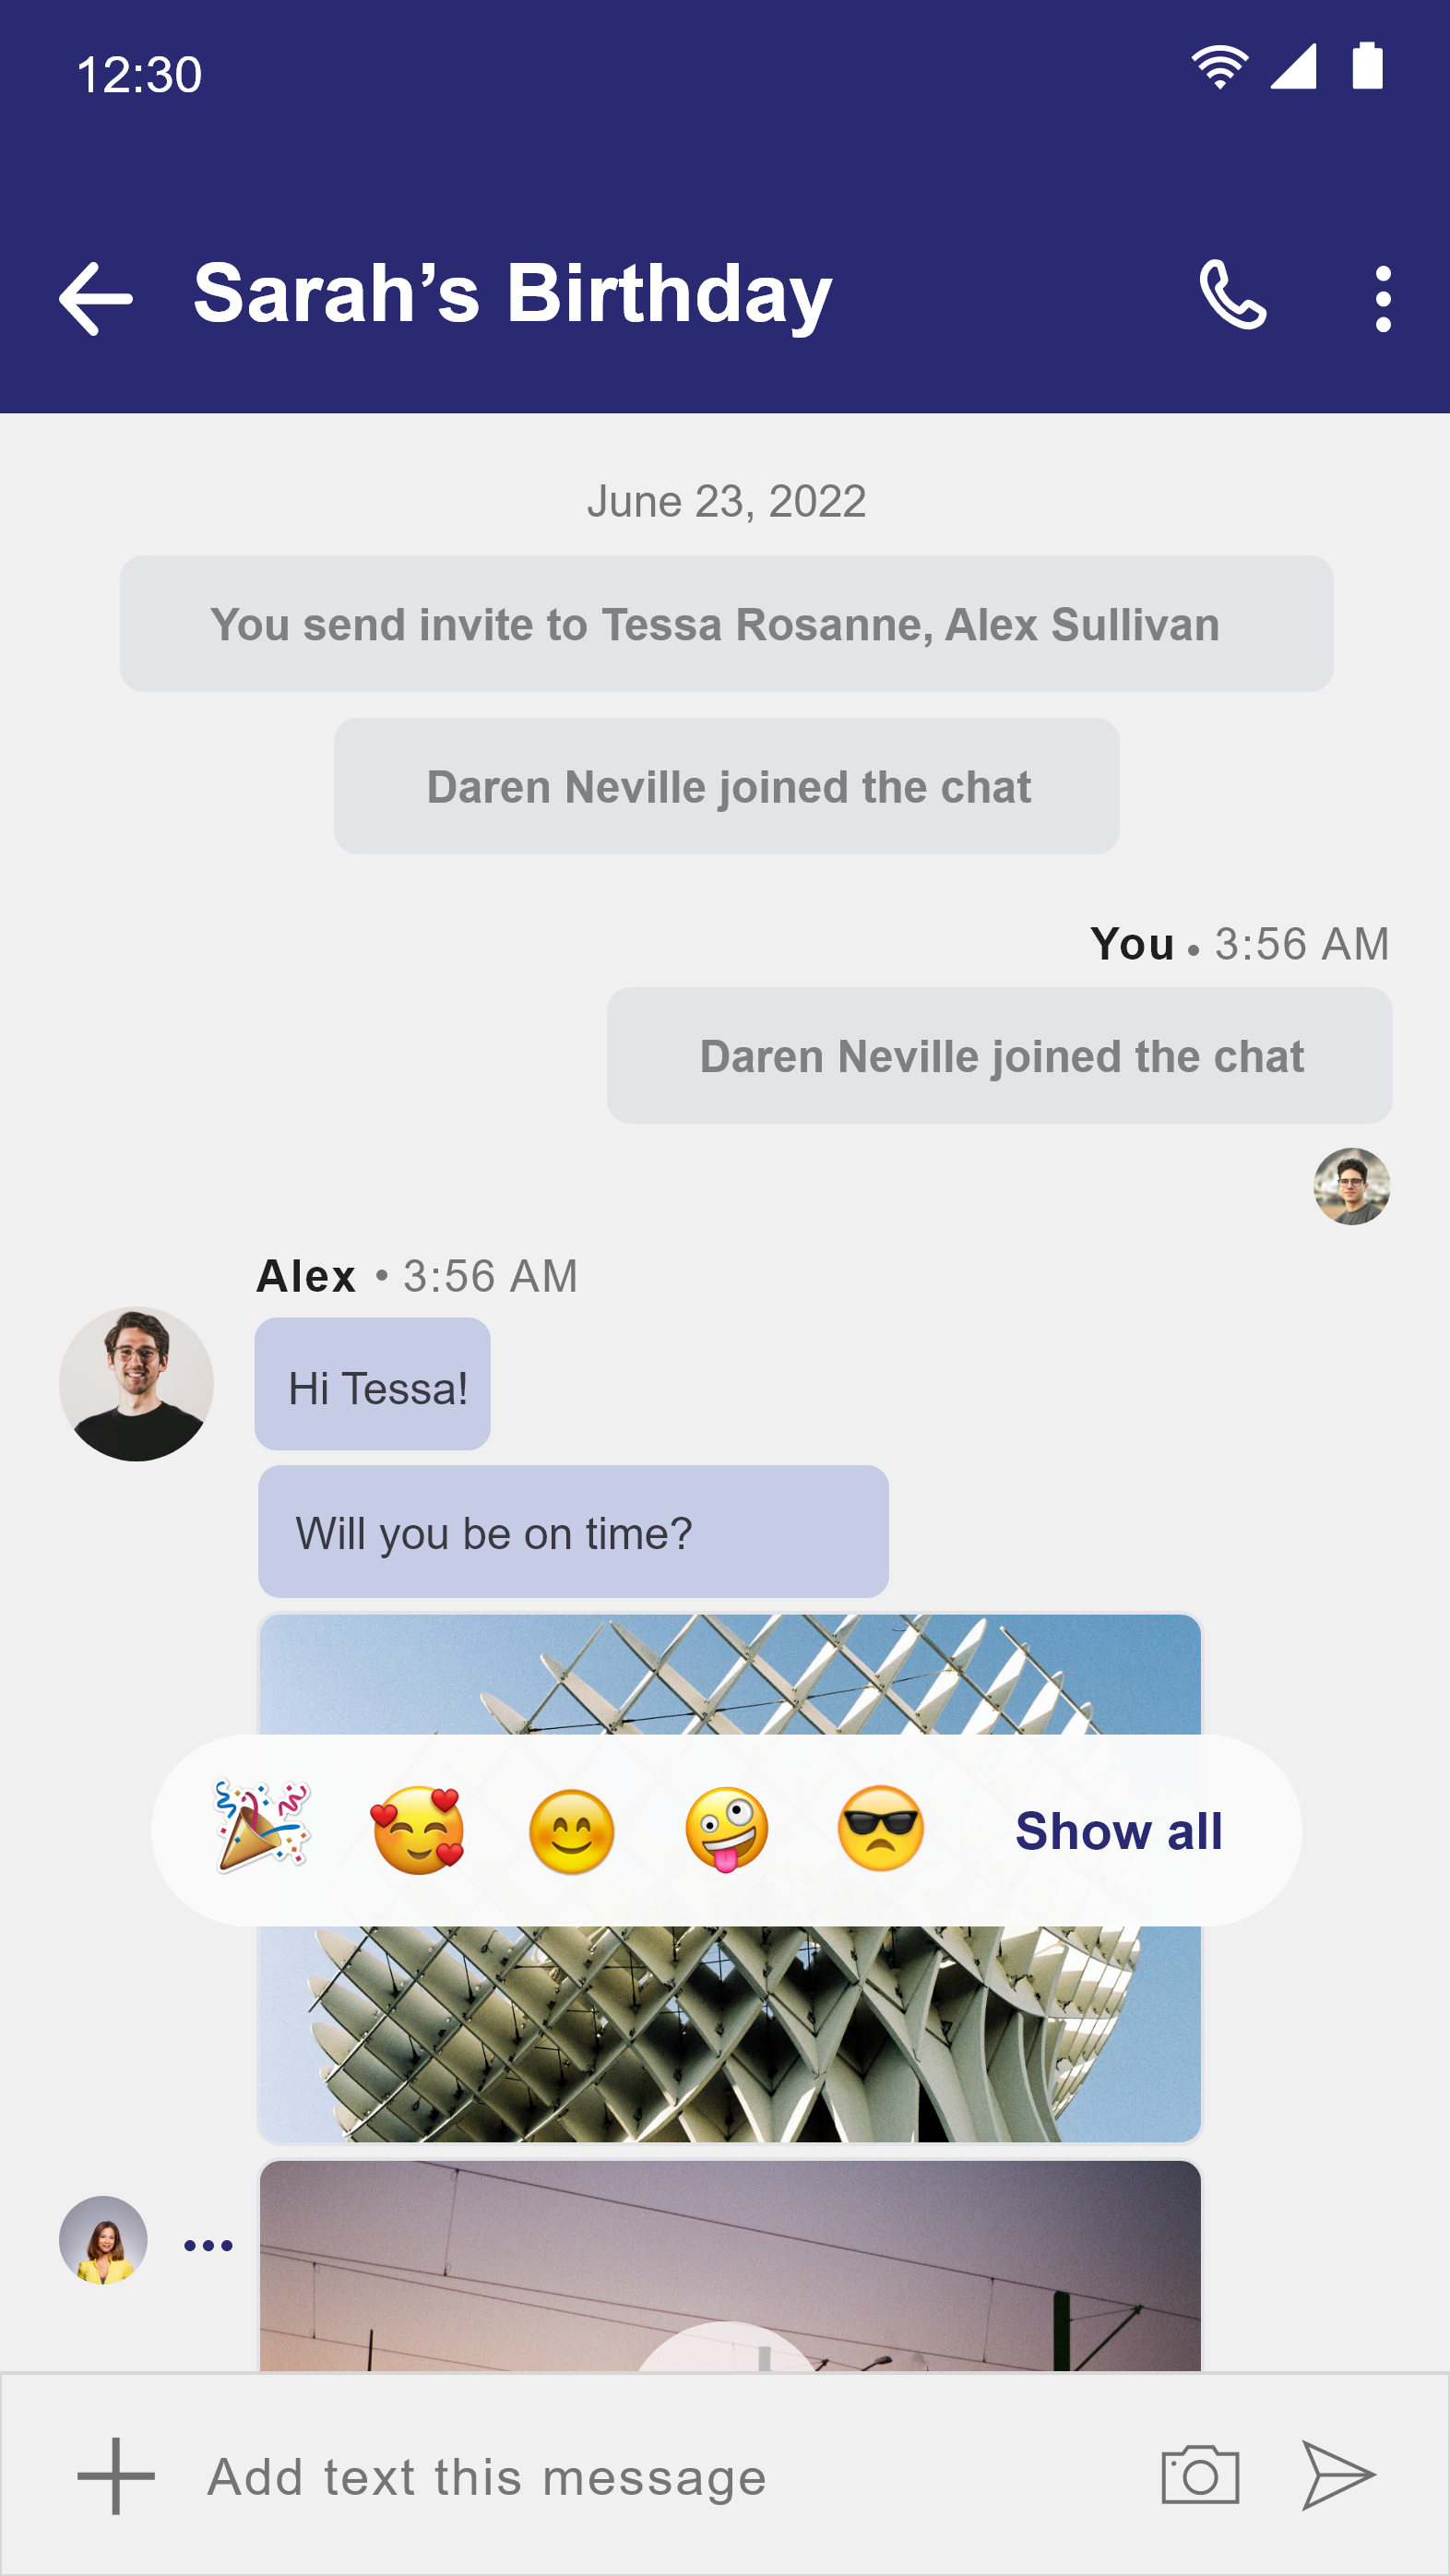 12:30
Sarah’s Birthday
June 23, 2022
You send invite to Tessa Rosanne, Alex Sullivan
Daren Neville joined the chat
You • 3:56 AM
Daren Neville joined the chat
Alex • 3:56 AM
Hi Tessa!
Will you be on time?
Show all
Add text this message